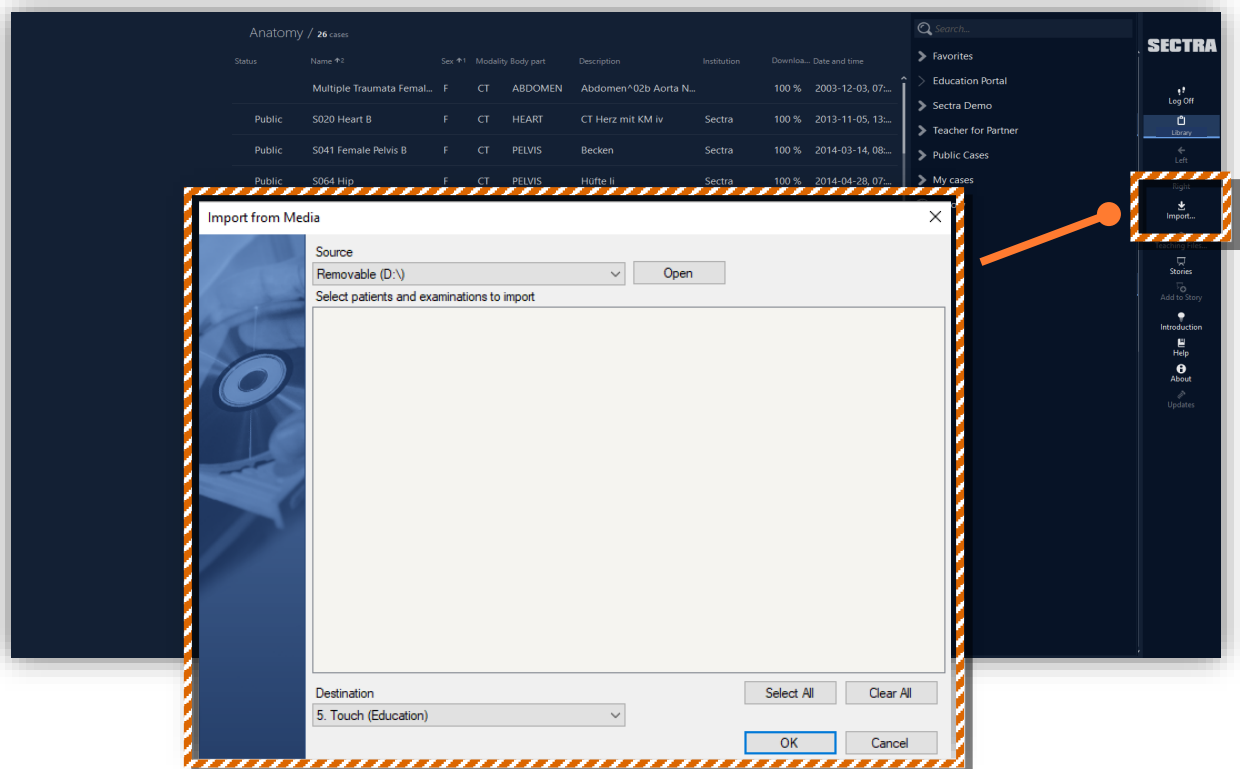 Anatomy / 26 cases
Status Name ↑2 Sex ↑1 Modality Body part Description Institution Downloa... Date and time
Multiple Traumata Femal... F CT ABDOMEN Abdomen^02b Aorta N... 100 % 2003-12-03, 07:...
Public S020 Heart B F CT HEART CT Herz mit KM iv Sectra 100 % 2013-11-05, 13:...
Public S041 Female Pelvis B F CT PELVIS Becken Sectra 100 % 2014-03-14, 08:...
Public S064 Hip F CT PELVIS Hüfte li Sectra 100 % 2014-04-28, 07:...
Search...
Favorites
Education Portal
Sectra Demo
Teacher for Partner
Public Cases
My cases
SECTRA
Log Off
Library
Left
Right
Import...
Teaching Files...
Stories
Add to Story
Introduction
Help
About
Updates
Import from Media
Source
Removable (D:\) Open
Select patients and examinations to import
Destination
5. Touch (Education)
Select All Clear All
OK Cancel